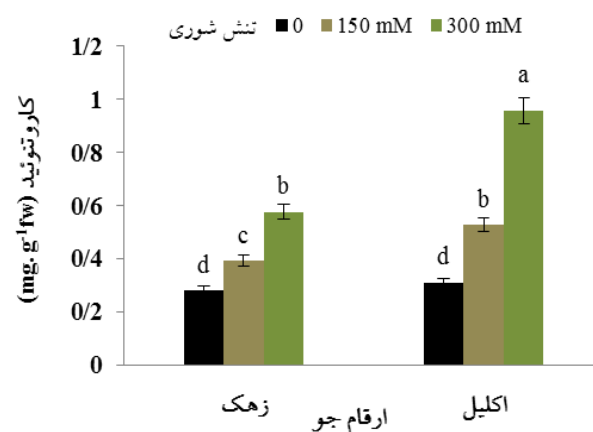 تنش شوری 0 150 mM 300 mM
کاروتنوئید (mg. g⁻¹fw)
1/2
1
0/8
0/6
0/4
0/2
0
d c b
d b a
زهک
اکلیل
ارقام جو